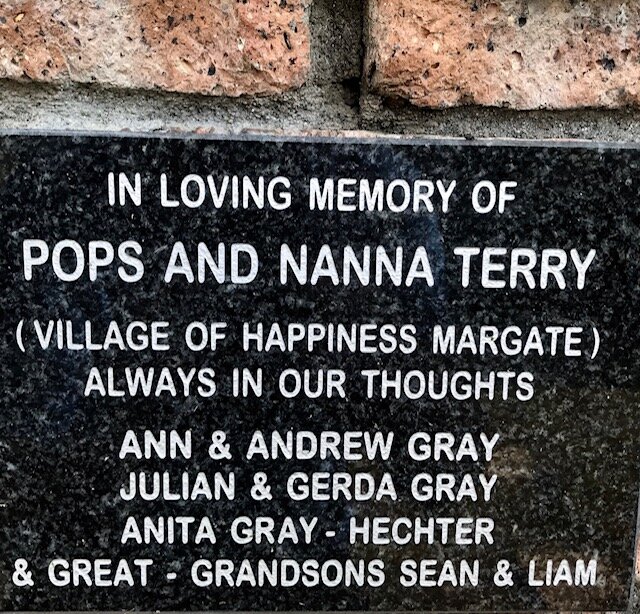 IN LOVING MEMORY OF
POPS AND NANNA TERRY
(VILLAGE OF HAPPINESS MARGATE)
ALWAYS IN OUR THOUGHTS
ANN & ANDREW GRAY
JULIAN & GERDA GRAY
ANITA GRAY - HECHTER
& GREAT - GRANDSONS SEAN & LIAM